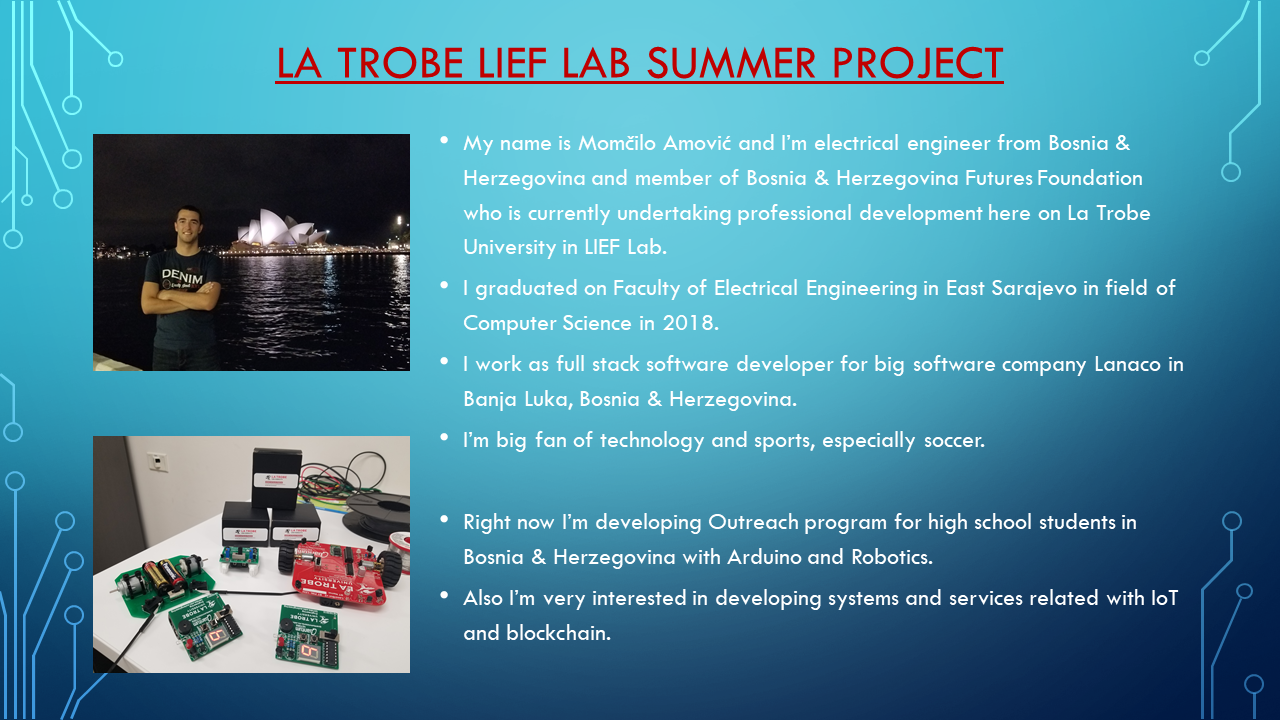 LA TROBE LIEF LAB SUMMER PROJECT
• My name is Momčilo Amović and I'm electrical engineer from Bosnia &
Herzegovina and member of Bosnia & Herzegovina Futures Foundation
who is currently undertaking professional development here on La Trobe
University in LIEF Lab.
• I graduated on Faculty of Electrical Engineering in East Sarajevo in field of
Computer Science in 2018.
• I work as full stack software developer for big software company Lanaco in
Banja Luka, Bosnia & Herzegovina.
• I'm big fan of technology and sports, especially soccer.
• Right now I'm developing Outreach program for high school students in
Bosnia & Herzegovina with Arduino and Robotics.
• Also I'm very interested in developing systems and services related with IoT
and blockchain.
DENIM
LA TROBE
UNIVERSITY